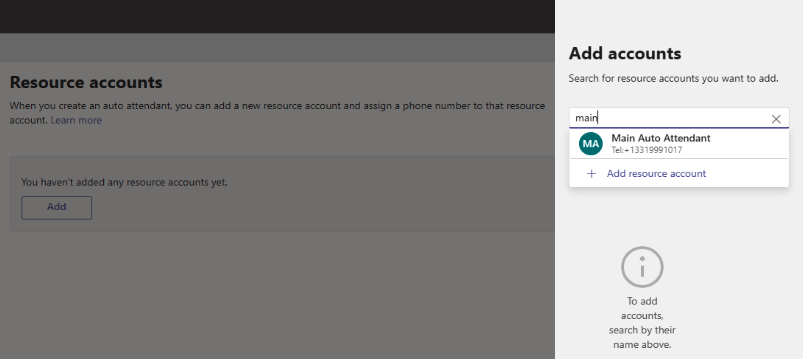 Resource accounts
When you create an auto attendant, you can add a new resource account and assign a phone number to that resource
account. Learn more
You haven't added any resource accounts yet.
Add
Add accounts
Search for resource accounts you want to add.
main
MA
Main Auto Attendant
Tel:+13319991017
Add resource account
To add
accounts,
search by their
name above.